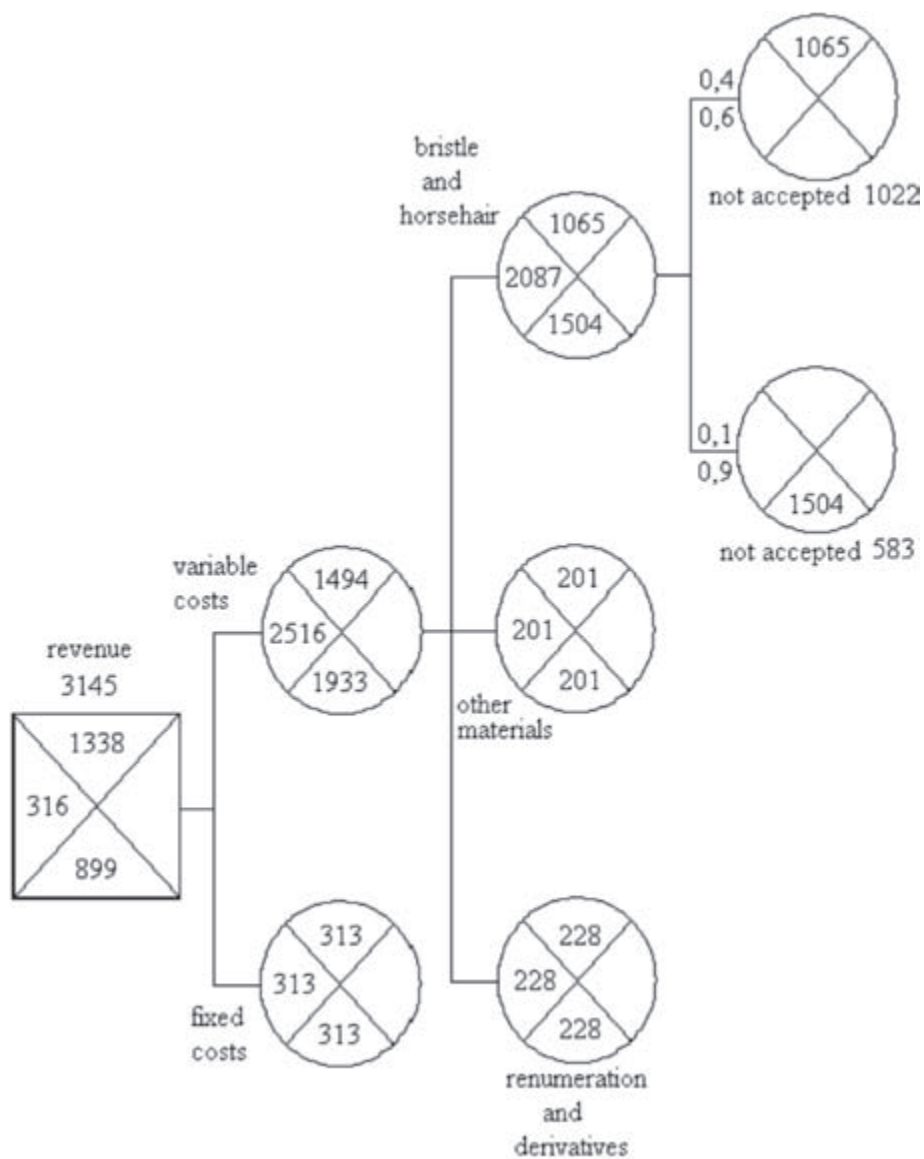 1065
0,4
0,6
not accepted 1022
bristle
and
horsehair
1065
2087
1504
0,1
0,9
1504
not accepted 583
variable
costs
1494
2516
1933
201
201
201
other
materials
revenue
3145
1338
316
899
313
313
313
fixed
costs
228
228
228
renumeration
and
derivatives